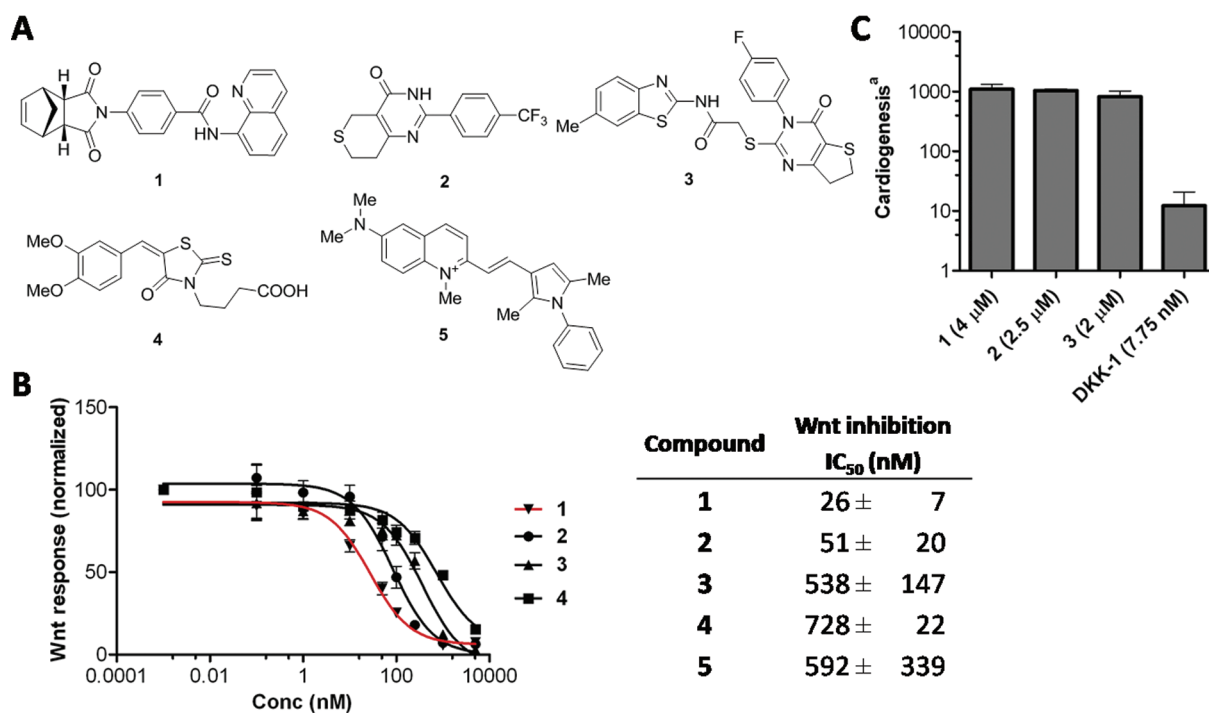 A
O
H
N
H
O
O
N
H
N
1
O
NH
S
N
CF3
2
Me
N
S
NH
O
S
F
N
O
N
S
3
MeO
MeO
S
S
O
N
COOH
4
Me
N
Me
N+
Me
Me
Me
N
5
B
Wnt response (normalized)
150
100
50
0
0.0001
0.01
1
100
10000
Conc (nM)
1
2
3
4
Compound Wnt inhibition
IC50 (nM)
1 26 ± 7
2 51 ± 20
3 538 ± 147
4 728 ± 22
5 592 ± 339
C
Cardiogenesisa
10000
1000
100
10
1
1 (4 μM)
2 (2.5 μM)
3 (2 μM)
DKK-1 (7.75 nM)